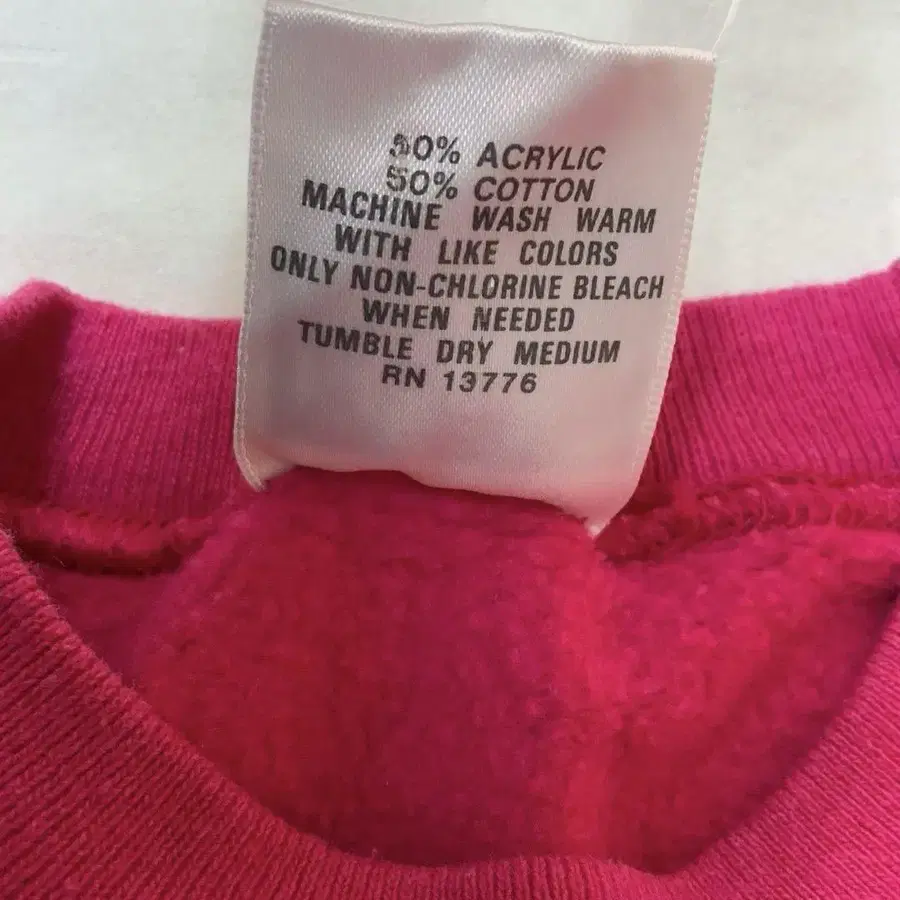 50% ACRYLIC
50% COTTON
MACHINE WASH WARM
WITH LIKE COLORS
ONLY NON-CHLORINE BLEACH
WHEN NEEDED
TUMBLE DRY MEDIUM
RN 13776